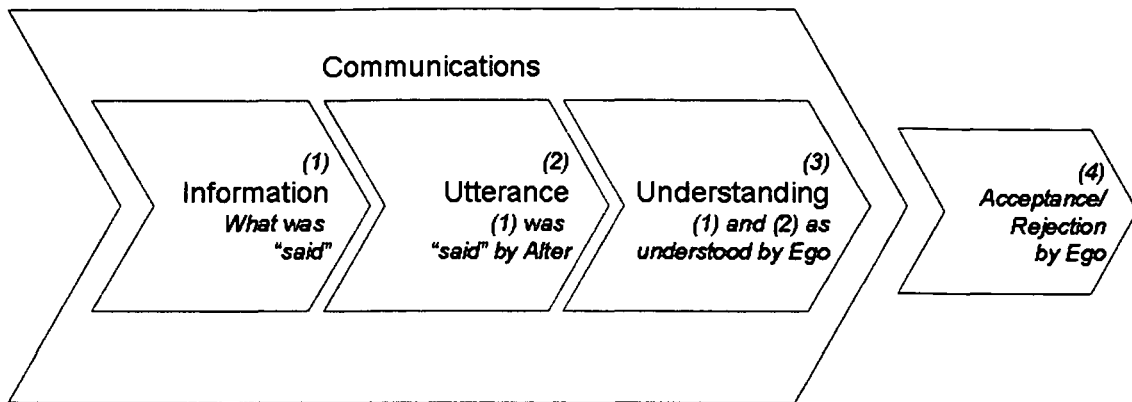 Communications
(1)
Information
What was
"said"
(2)
Utterance
(1) was
"said" by Alter
(3)
Understanding
(1) and (2) as
understood by Ego
(4)
Acceptance/
Rejection
by Ego